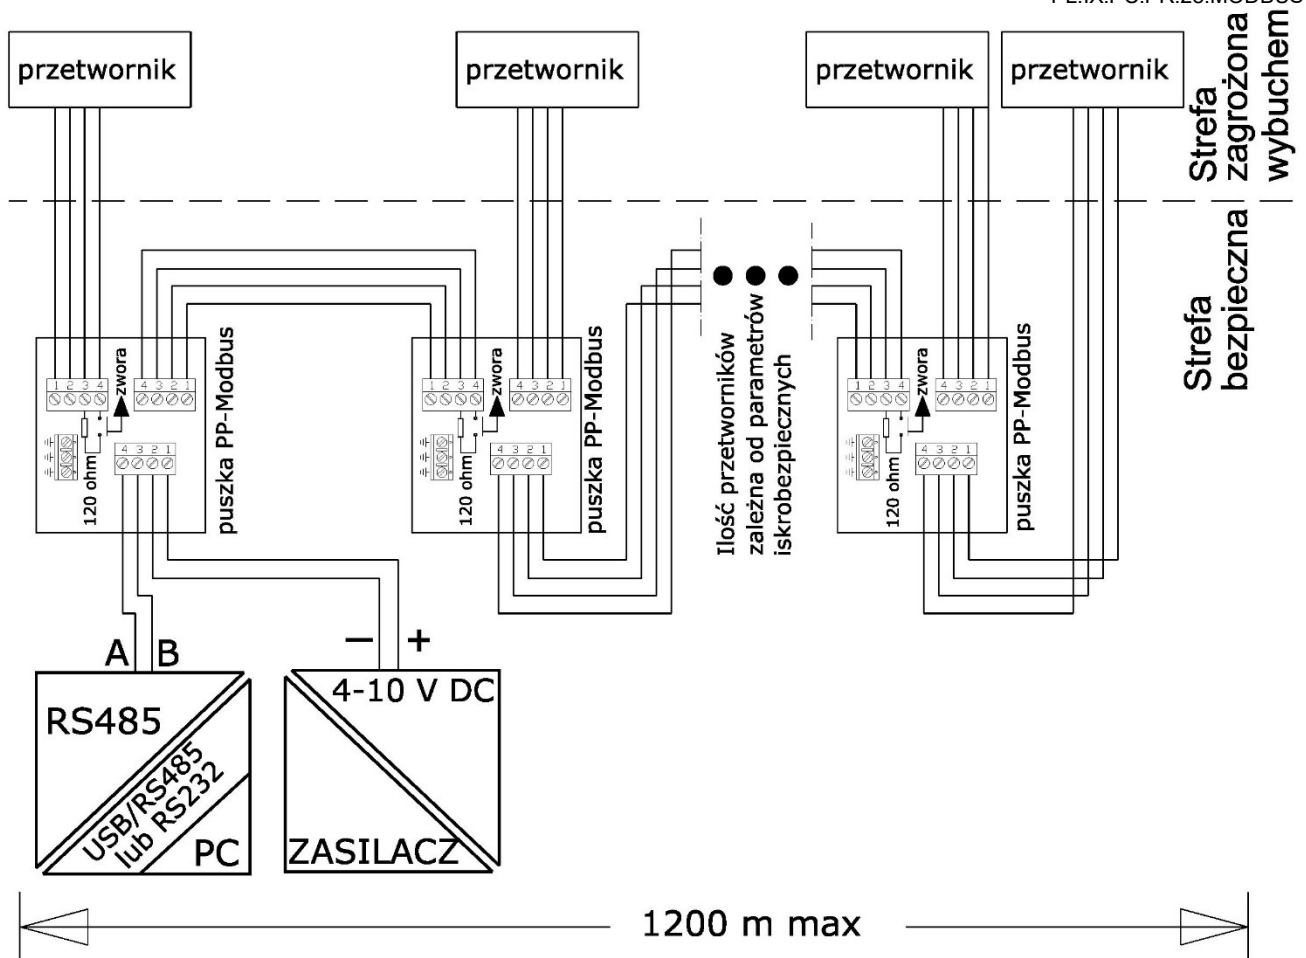 przetwornik
przetwornik
przetwornik
przetwornik
Strefa
zagrożona
wybuchem
Strefa
bezpieczna
1 2 3 4
4 3 2 1
zwora
120 ohm
4 3 2 1
puszka PP-Modbus
1 2 3 4
4 3 2 1
zwora
120 ohm
4 3 2 1
puszka PP-Modbus
Ilość przetworników
zależna od parametrów
iskrobezpiecznych
1 2 3 4
4 3 2 1
zwora
120 ohm
4 3 2 1
puszka PP-Modbus
A B
− +
RS485
USB/RS485
lub RS232
PC
4-10 V DC
ZASILACZ
1200 m max